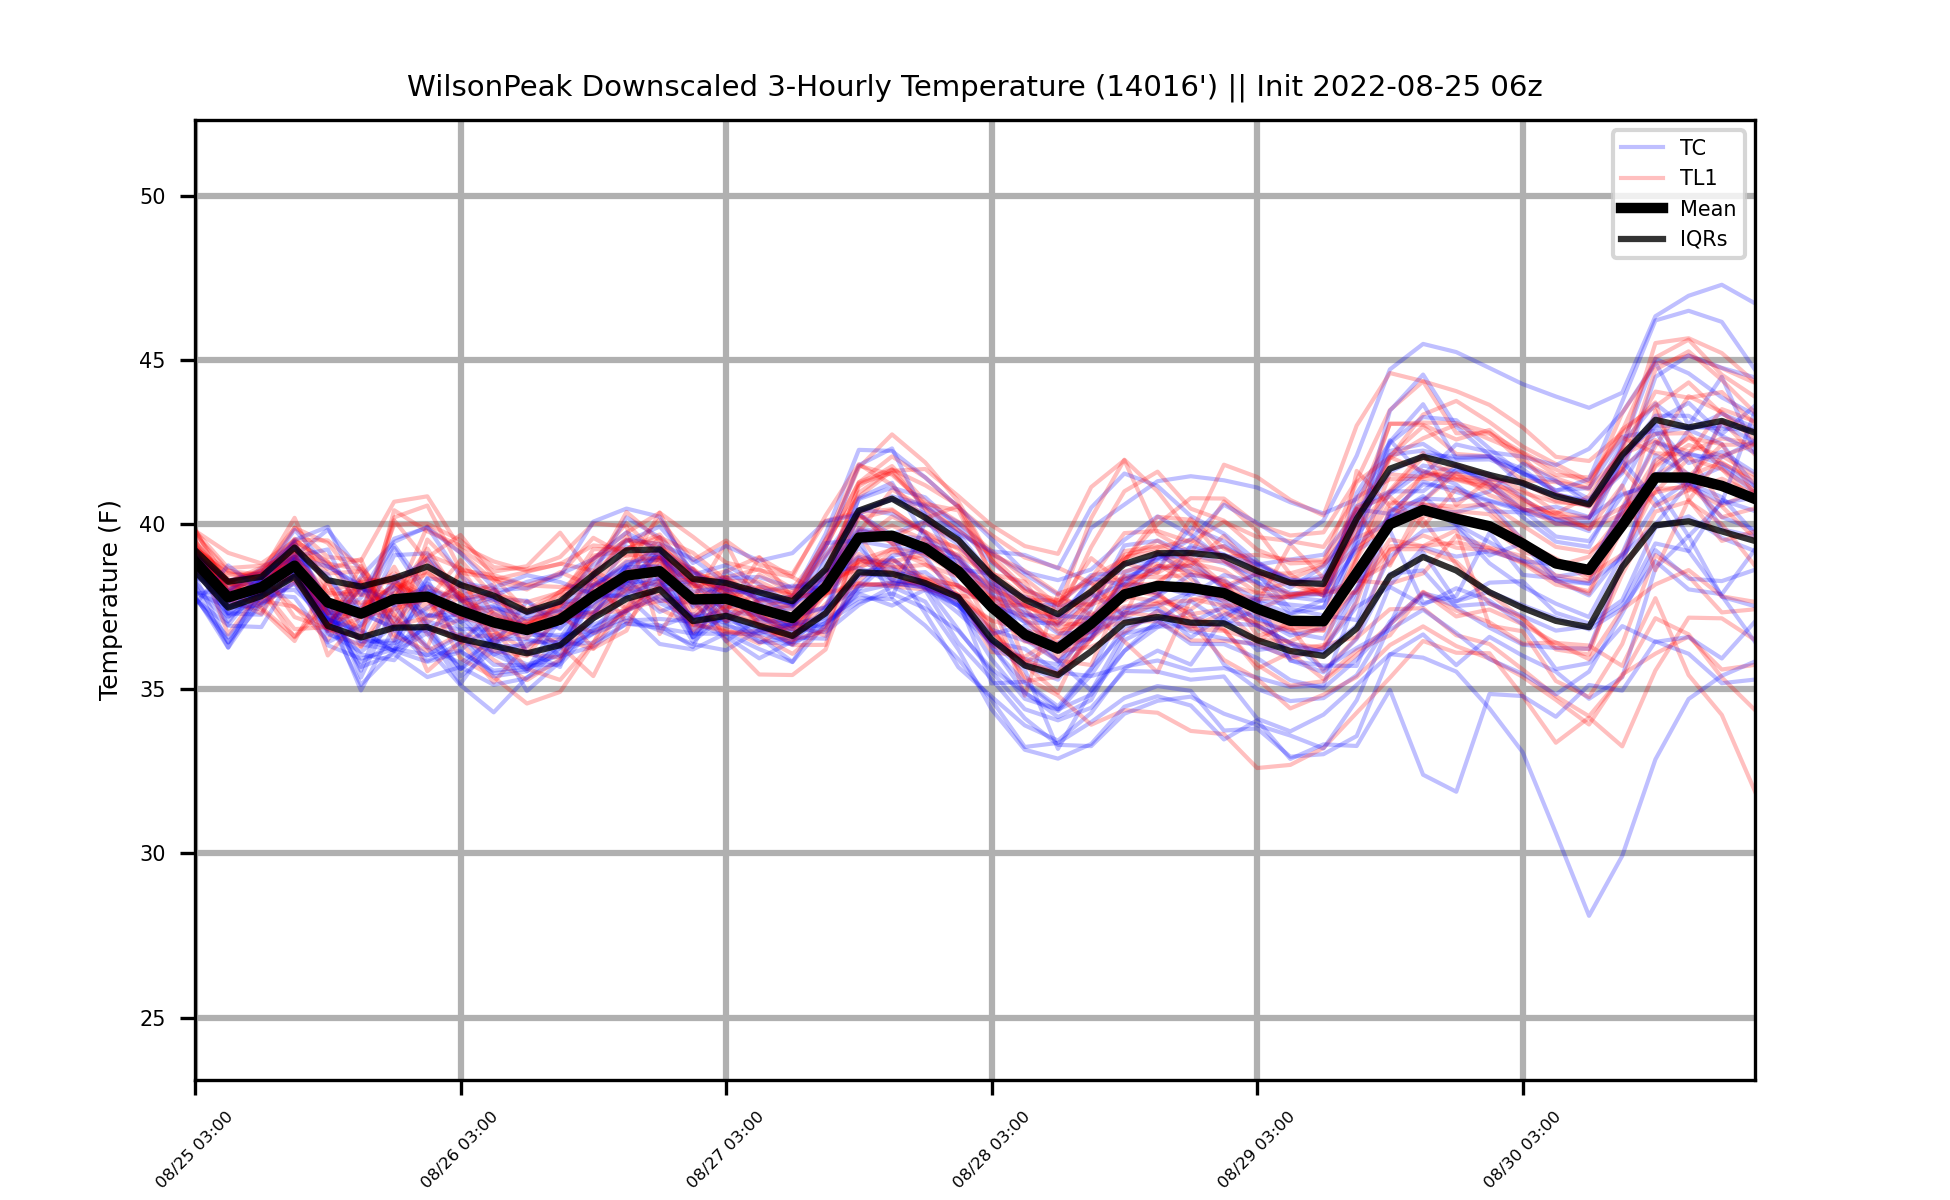 WilsonPeak Downscaled 3-Hourly Temperature (14016') || Init 2022-08-25 06z
TC
TL1
Mean
IQRs
Temperature (F)
50
45
40
35
30
25
08/25 03:00
08/26 03:00
08/27 03:00
08/28 03:00
08/29 03:00
08/30 03:00